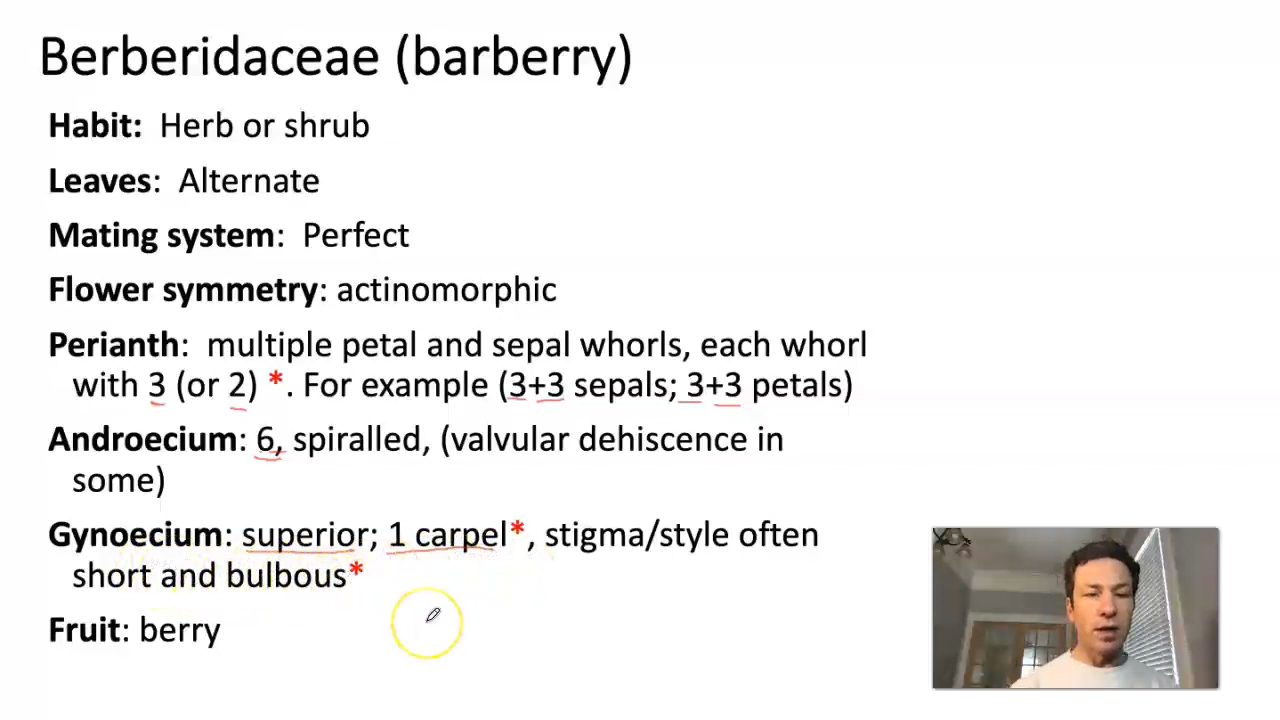 Berberidaceae (barberry)
Habit: Herb or shrub
Leaves: Alternate
Mating system: Perfect
Flower symmetry: actinomorphic
Perianth: multiple petal and sepal whorls, each whorl
with 3 (or 2) *. For example (3+3 sepals; 3+3 petals)
Androecium: 6, spiralled, (valvular dehiscence in
some)
Gynoecium: superior; 1 carpel*, stigma/style often
short and bulbous*
Fruit: berry